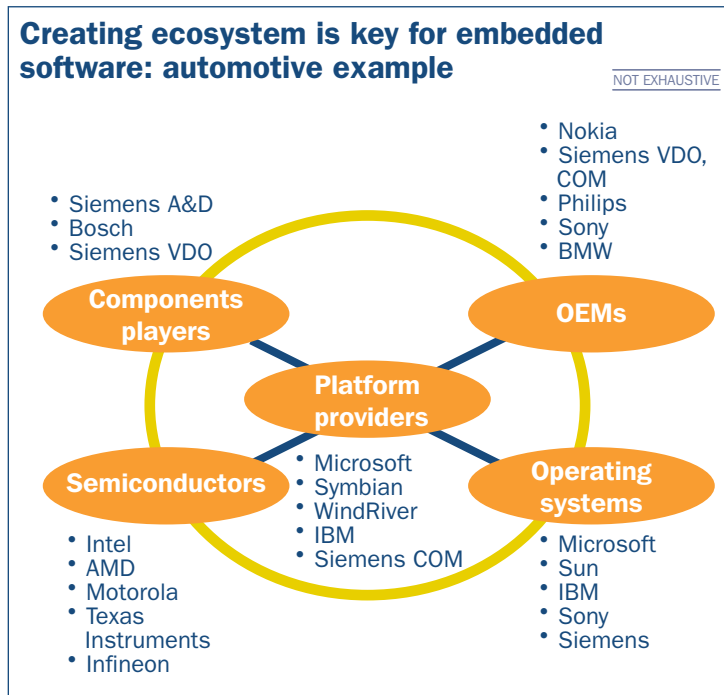 Creating ecosystem is key for embedded
software: automotive example
NOT EXHAUSTIVE
• Nokia
• Siemens VDO,
COM
• Philips
• Sony
• BMW
• Siemens A&D
• Bosch
• Siemens VDO
Components
players
OEMs
Platform
providers
Semiconductors
Operating
systems
• Microsoft
• Symbian
• WindRiver
• IBM
• Siemens COM
• Intel
• AMD
• Motorola
• Texas
Instruments
• Infineon
• Microsoft
• Sun
• IBM
• Sony
• Siemens